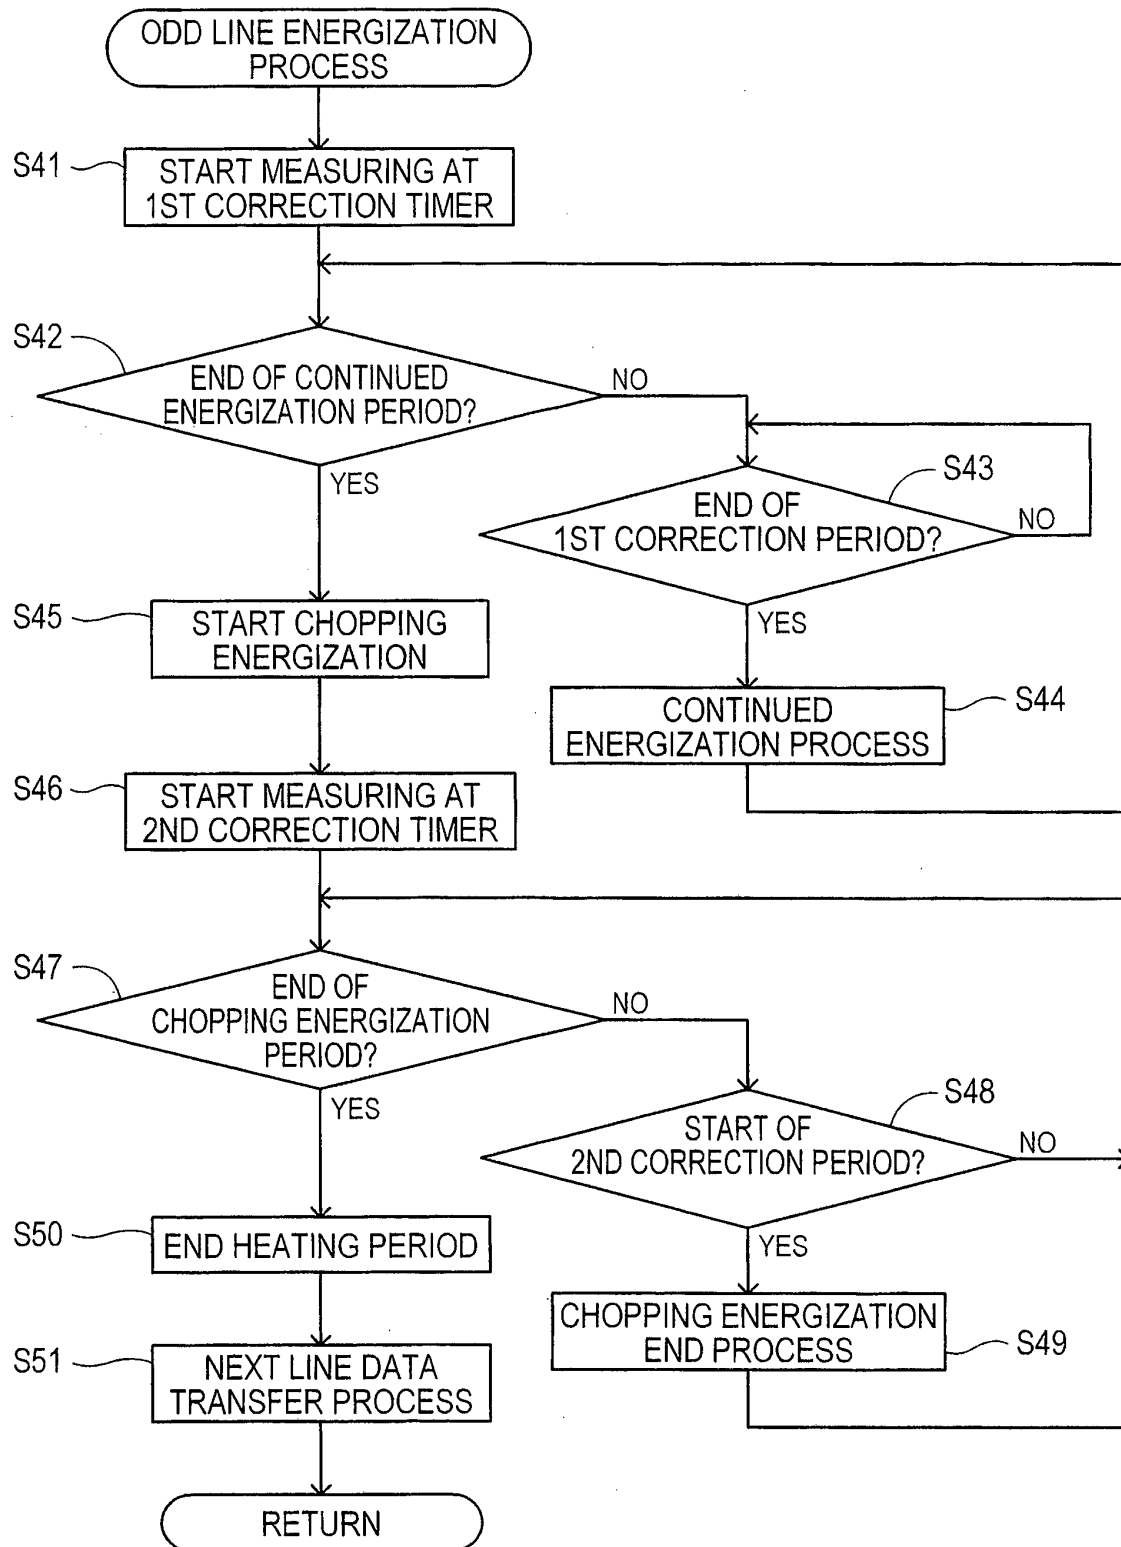 ODD LINE ENERGIZATION
PROCESS
S41
START MEASURING AT
1ST CORRECTION TIMER
S42
END OF CONTINUED
ENERGIZATION PERIOD?
NO
YES
S43
END OF
1ST CORRECTION PERIOD?
NO
YES
S44
CONTINUED
ENERGIZATION PROCESS
S45
START CHOPPING
ENERGIZATION
S46
START MEASURING AT
2ND CORRECTION TIMER
S47
END OF
CHOPPING ENERGIZATION
PERIOD?
NO
YES
S48
START OF
2ND CORRECTION PERIOD?
NO
YES
S49
CHOPPING ENERGIZATION
END PROCESS
S50
END HEATING PERIOD
S51
NEXT LINE DATA
TRANSFER PROCESS
RETURN